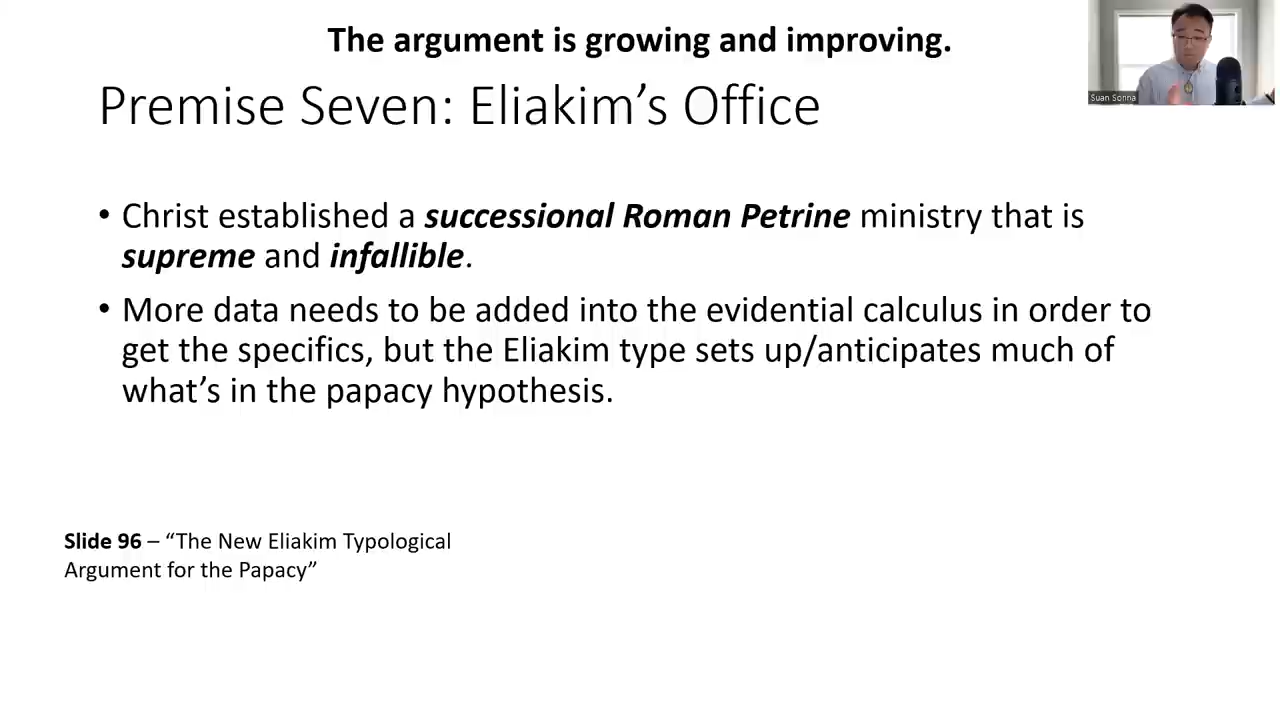 The argument is growing and improving.
Suan Sonna
Premise Seven: Eliakim’s Office
• Christ established a successional Roman Petrine ministry that is
supreme and infallible.
• More data needs to be added into the evidential calculus in order to
get the specifics, but the Eliakim type sets up/anticipates much of
what’s in the papacy hypothesis.
Slide 96 – “The New Eliakim Typological
Argument for the Papacy”